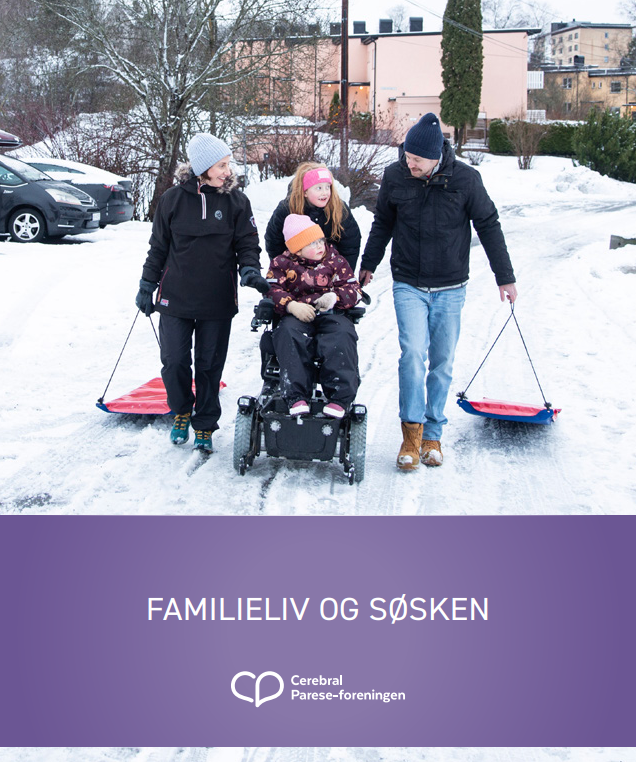 FAMILIELIV OG SØSKEN
Cerebral
Parese-foreningen